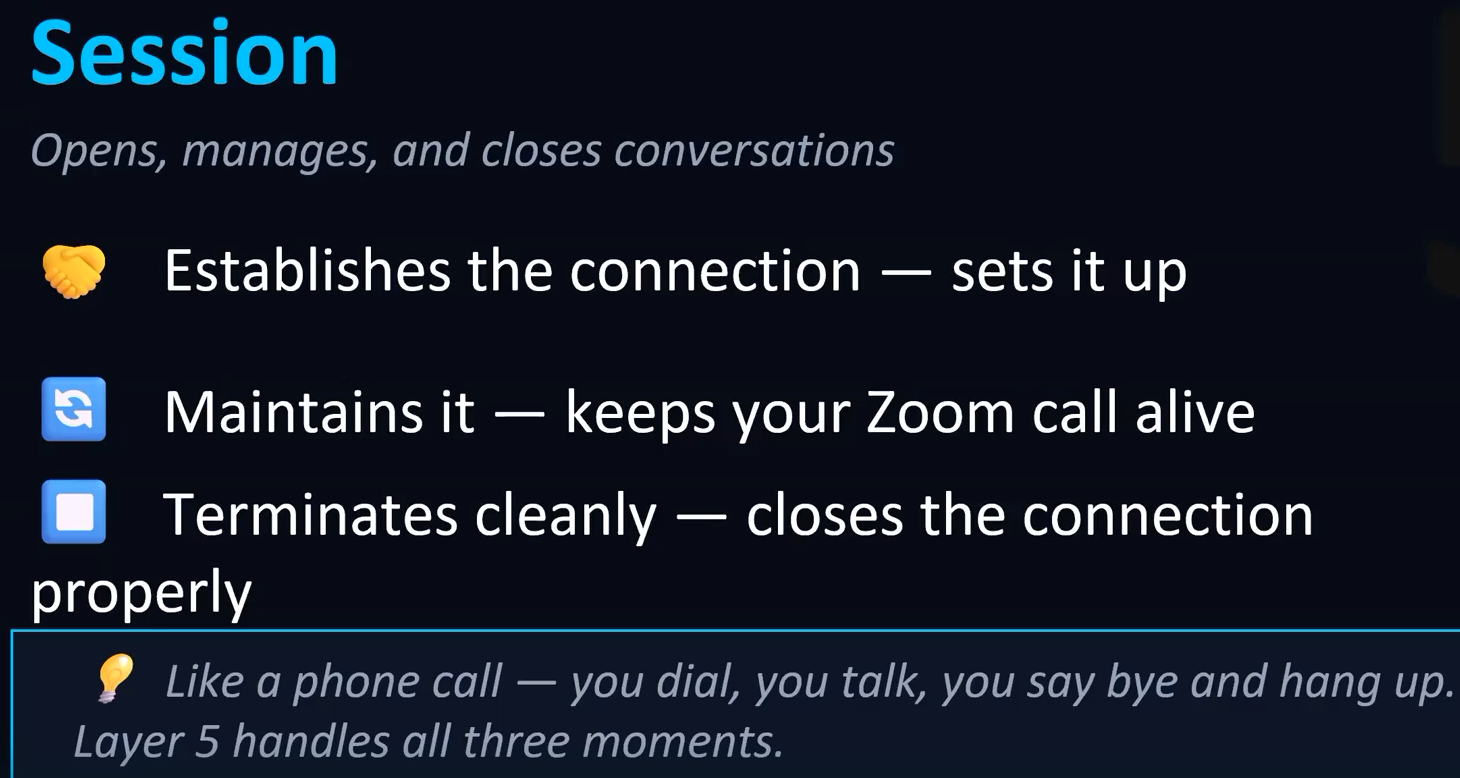 Session
Opens, manages, and closes conversations
🤝 Establishes the connection — sets it up
🔄 Maintains it — keeps your Zoom call alive
⏹ Terminates cleanly — closes the connection
properly
💡 Like a phone call — you dial, you talk, you say bye and hang up.
Layer 5 handles all three moments.